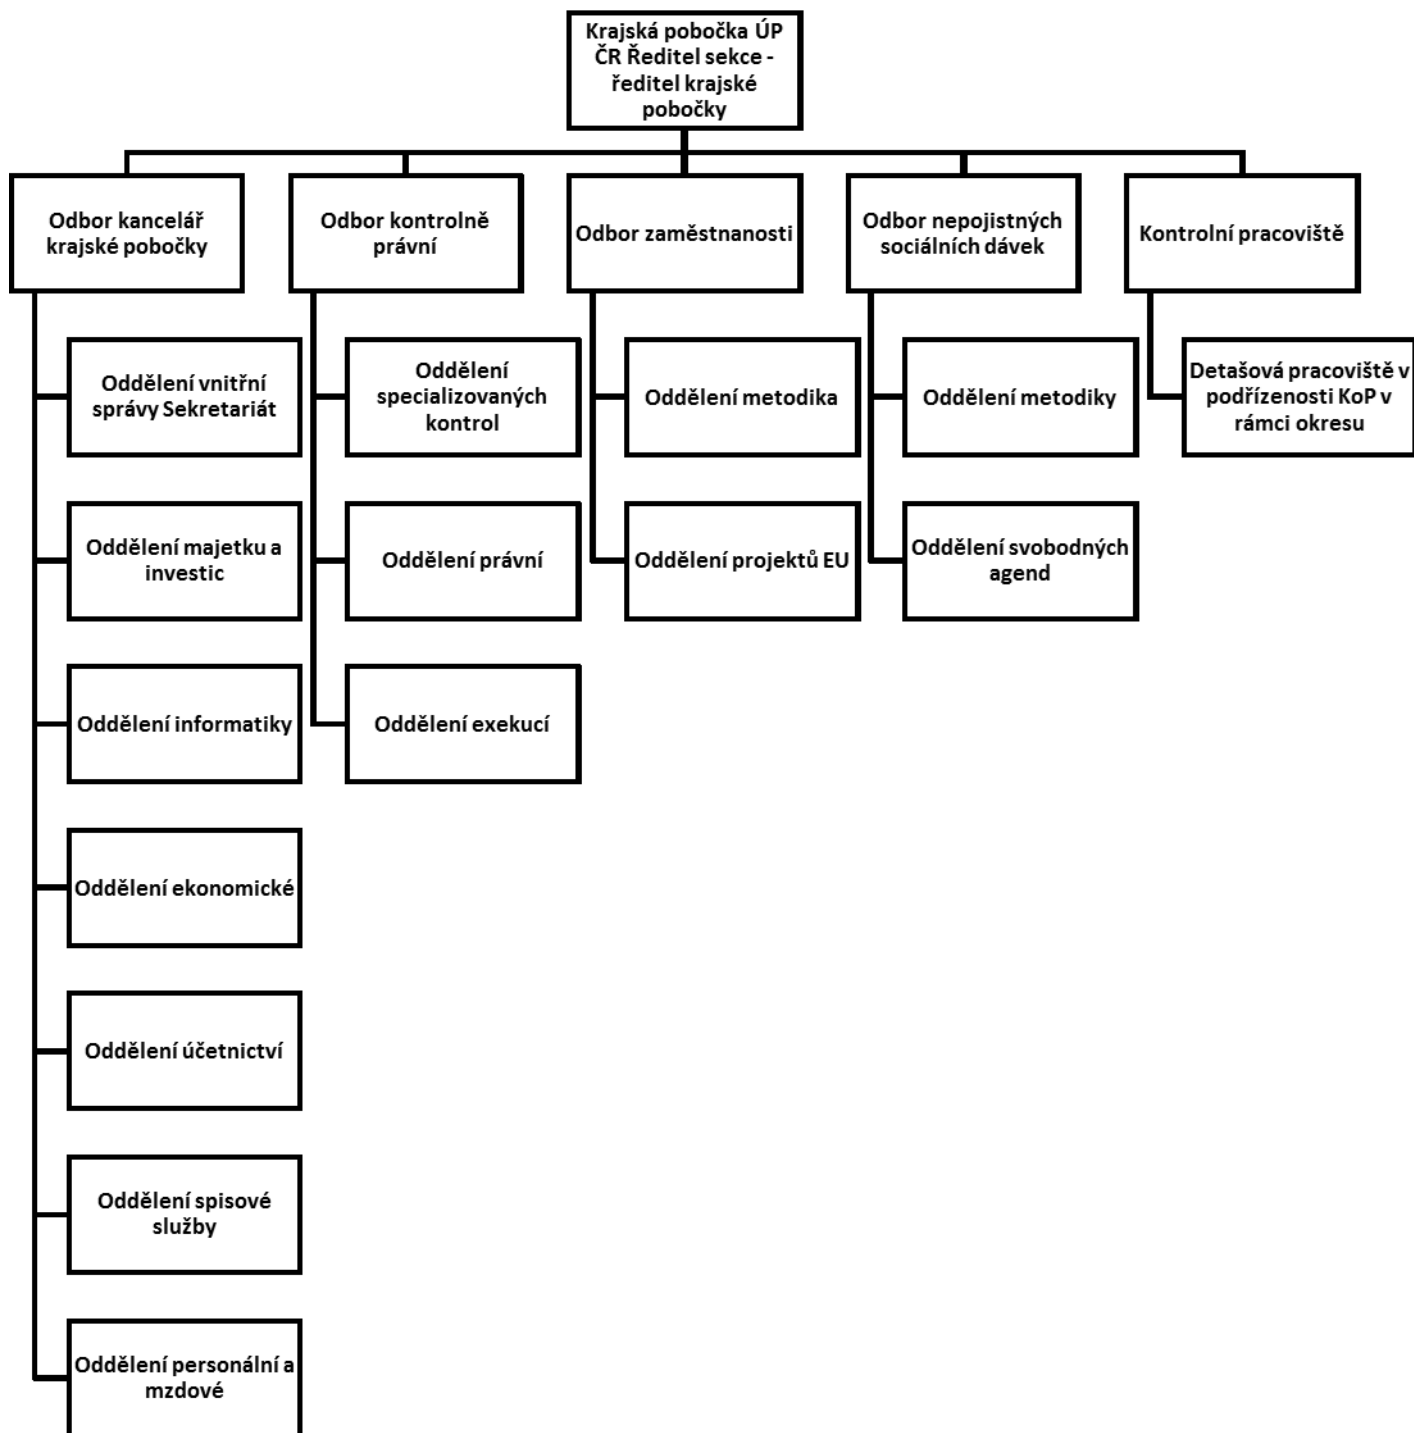 Krajská pobočka ÚP
ČR Ředitel sekce -
ředitel krajské
pobočky
Odbor kancelář
krajské pobočky
Odbor kontrolně
právní
Odbor zaměstnanosti
Odbor nepojistných
sociálních dávek
Kontrolní pracoviště
Oddělení vnitřní
správy Sekretariát
Oddělení
specializovaných
kontrol
Oddělení metodika
Oddělení metodiky
Detašová pracoviště v
podřízenosti KoP v
rámci okresu
Oddělení majetku a
investic
Oddělení právní
Oddělení projektů EU
Oddělení svobodných
agend
Oddělení informatiky
Oddělení exekucí
Oddělení ekonomické
Oddělení účetnictví
Oddělení spisové
služby
Oddělení personální a
mzdové